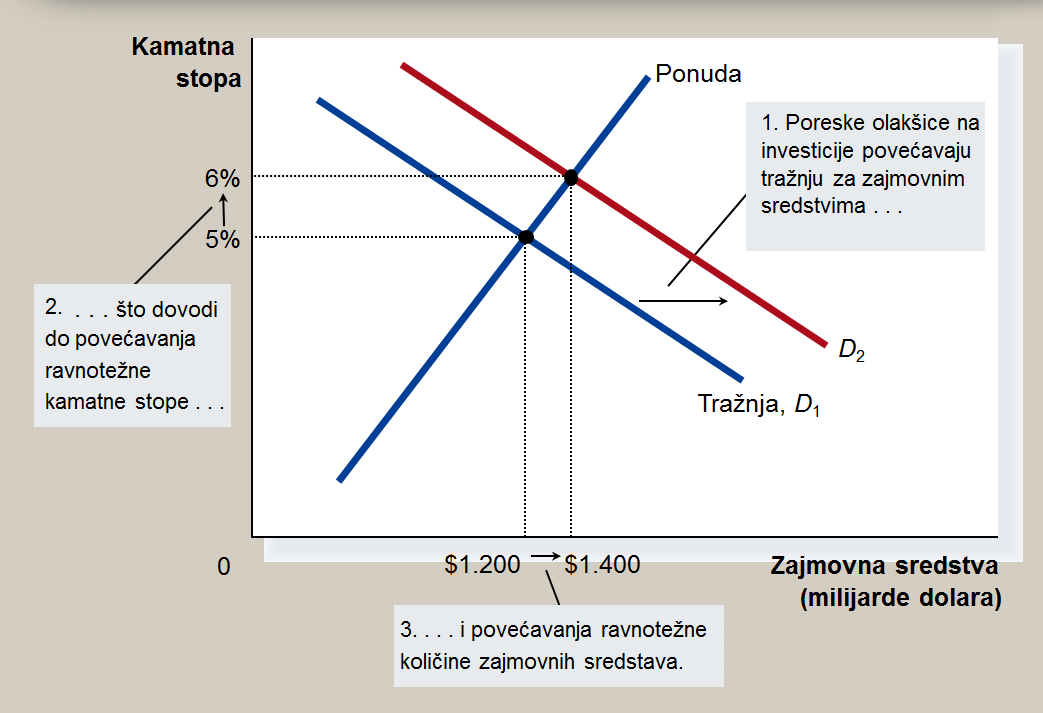 Kamatna
stopa
Ponuda
1. Poreske olakšice na
investicije povećavaju
tražnju za zajmovnim
sredstvima . . .
6%
5%
2. . . . što dovodi
do povećavanja
ravnotežne
kamatne stope . . .
D2
Tražnja, D1
0
$1.200
$1.400
Zajmovna sredstva
(milijarde dolara)
3. . . . i povećavanja ravnotežne
količine zajmovnih sredstava.